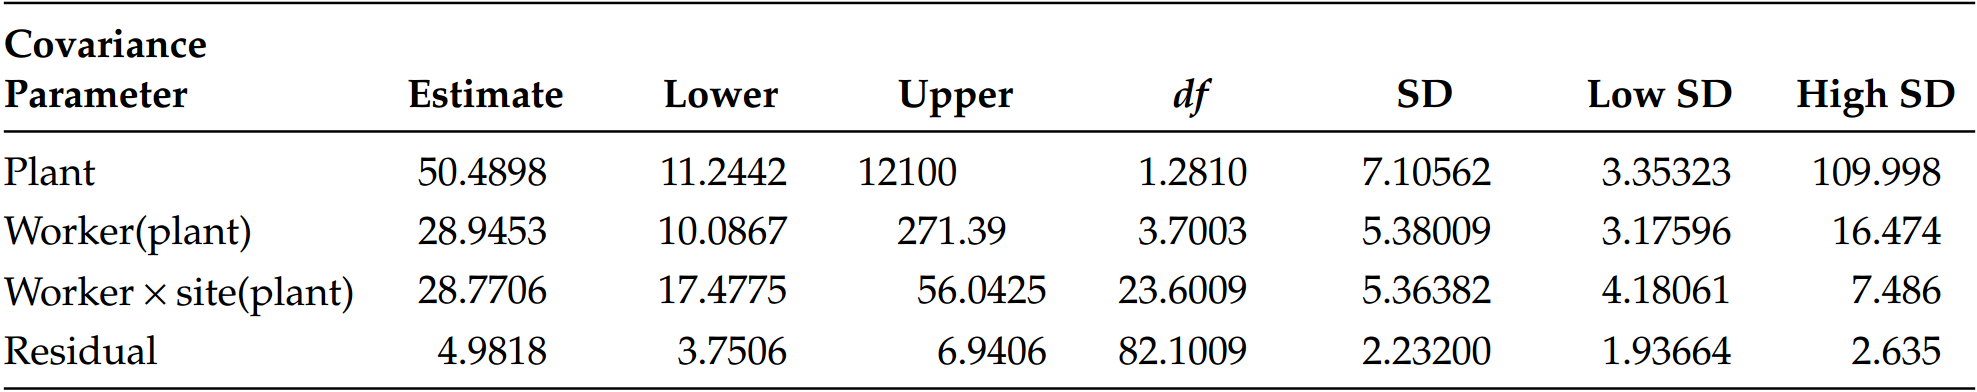 Covariance
Parameter Estimate Lower Upper df SD Low SD High SD
Plant 50.4898 11.2442 12100 1.2810 7.10562 3.35323 109.998
Worker(plant) 28.9453 10.0867 271.39 3.7003 5.38009 3.17596 16.474
Worker × site(plant) 28.7706 17.4775 56.0425 23.6009 5.36382 4.18061 7.486
Residual 4.9818 3.7506 6.9406 82.1009 2.23200 1.93664 2.635